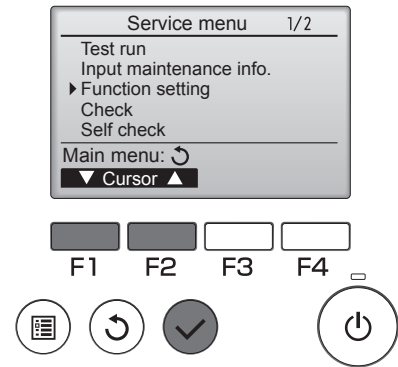 Service menu 1/2
Test run
Input maintenance info.
Function setting
Check
Self check
Main menu:
Cursor
F1 F2 F3 F4